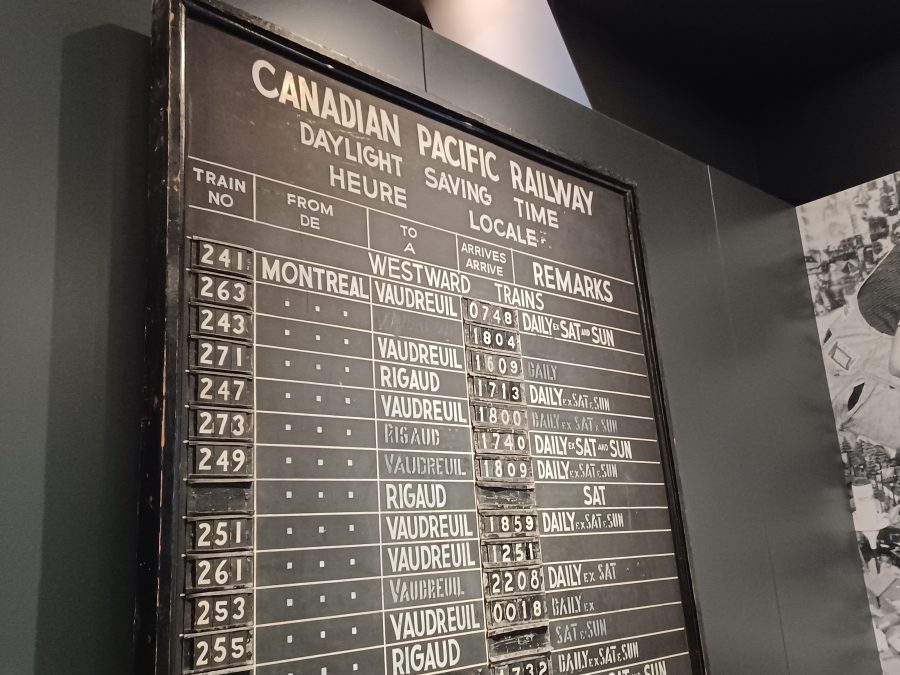 CANADIAN PACIFIC RAILWAY
DAYLIGHT SAVING TIME
HEURE LOCALE
TRAIN NO FROM DE TO A ARRIVES ARRIVE REMARKS
WESTWARD TRAINS
241 MONTREAL VAUDREUIL 0748 DAILY EX SAT AND SUN
263 . . . 1804
243 . . . VAUDREUIL 1609 DAILY
271 . . . RIGAUD 1713 DAILY EX SAT & SUN
247 . . . VAUDREUIL 1800 DAILY EX SAT & SUN
273 . . . RIGAUD 1740 DAILY EX SAT AND SUN
249 . . . VAUDREUIL 1809 DAILY EX SAT & SUN
. . . RIGAUD SAT
251 . . . VAUDREUIL 1859 DAILY EX SAT & SUN
261 . . . VAUDREUIL 1251
253 . . . VAUDREUIL 2208 DAILY EX SAT
255 . . . VAUDREUIL 0018 DAILY EX
. . . RIGAUD SAT & SUN
1732 DAILY EX SAT & SUN
SAT AND SUN